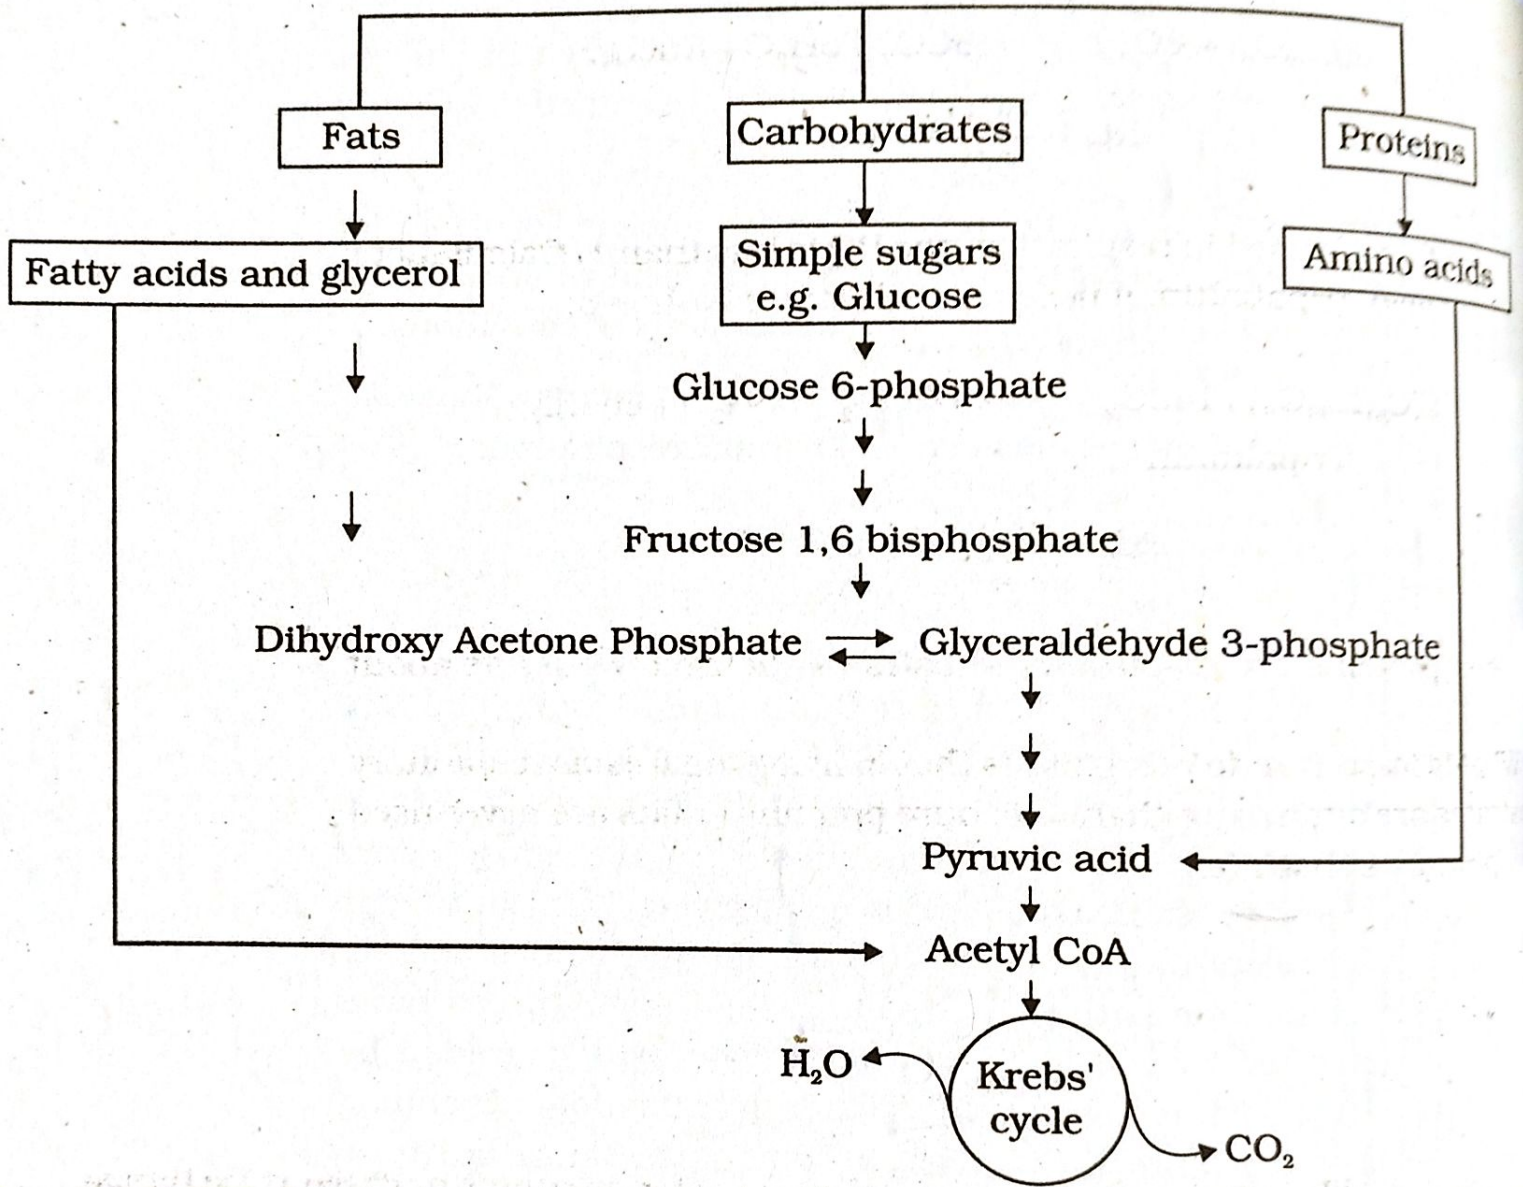 Fats
Carbohydrates
Proteins
Fatty acids and glycerol
Simple sugars
e.g. Glucose
Amino acids
Glucose 6-phosphate
Fructose 1,6 bisphosphate
Dihydroxy Acetone Phosphate
Glyceraldehyde 3-phosphate
Pyruvic acid
Acetyl CoA
H₂O
Krebs'
cycle
CO₂